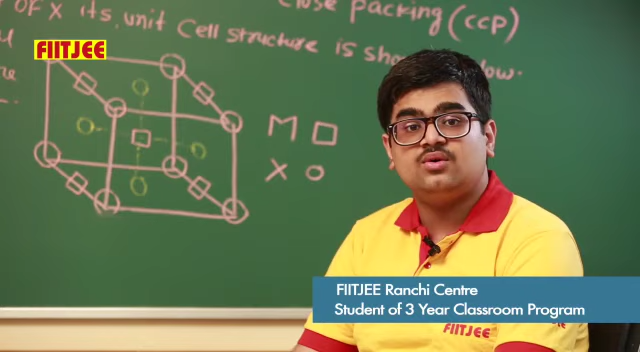 OF X its, unit cell structure is
close packing (CCP)
FIITJEE
M
X
FIITJEE Ranchi Centre
Student of 3 Year Classroom Program
FIITJEE